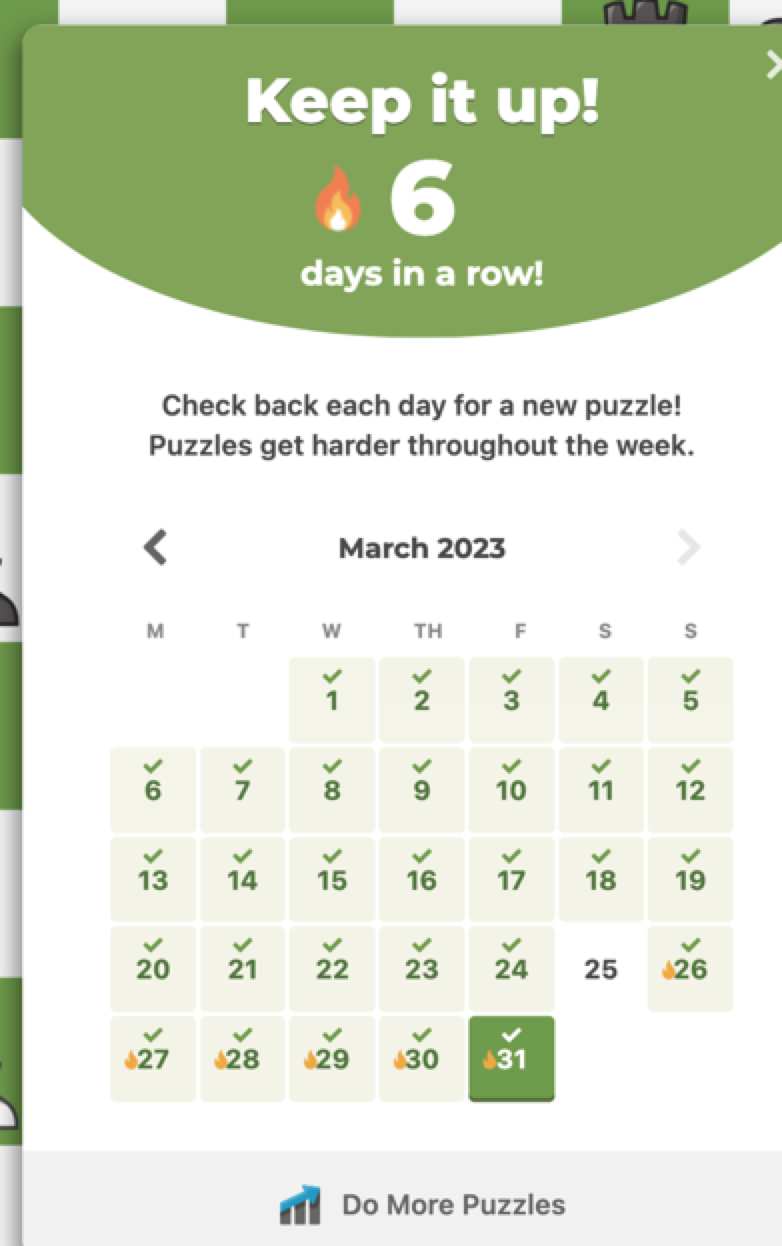 Keep it up!
6
days in a row!
Check back each day for a new puzzle!
Puzzles get harder throughout the week.
March 2023
M T W TH F S S
1 2 3 4 5
6 7 8 9 10 11 12
13 14 15 16 17 18 19
20 21 22 23 24 25 26
27 28 29 30 31
Do More Puzzles